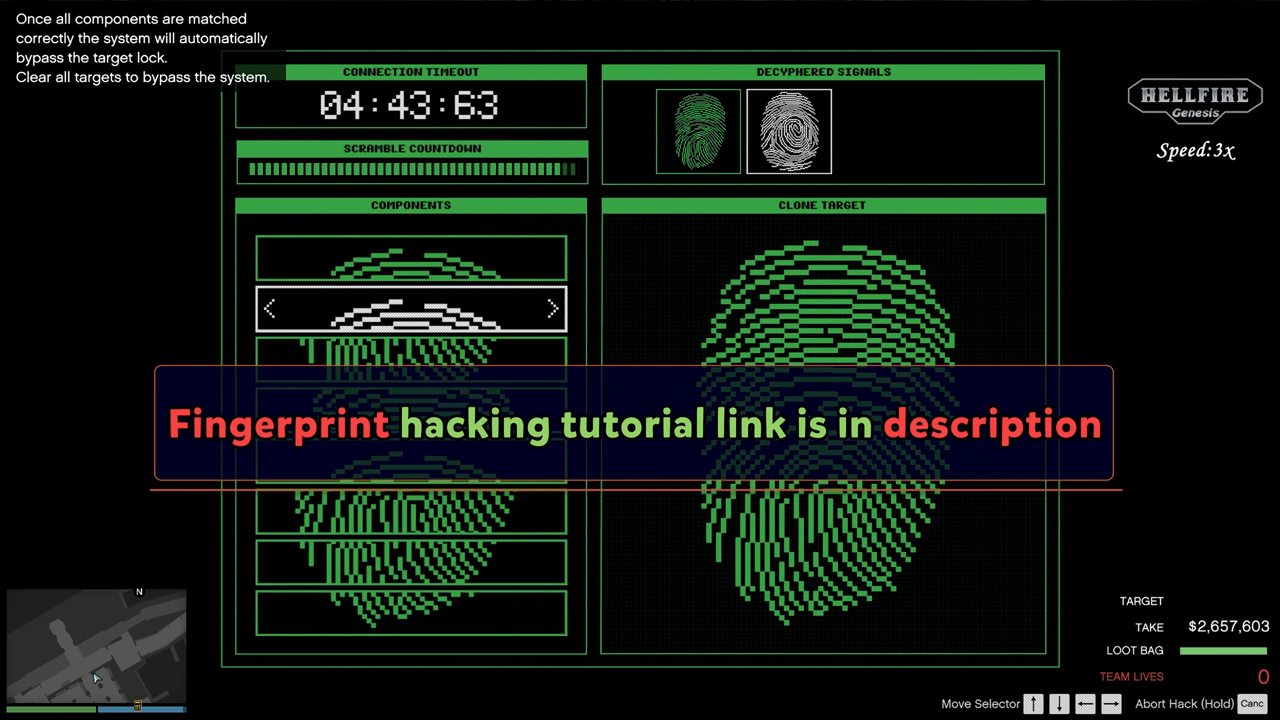 Once all components are matched
correctly the system will automatically
bypass the target lock.
Clear all targets to bypass the system.
CONNECTION TIMEOUT
04:43:63
SCRAMBLE COUNTDOWN
DECYPHERED SIGNALS
HELLFIRE
Genesis
Speed:3x
COMPONENTS
CLONE TARGET
Fingerprint hacking tutorial link is in description
N
TARGET
TAKE $2,657,603
LOOT BAG
TEAM LIVES 0
Move Selector ↑ ↓ ← → Abort Hack (Hold) Canc